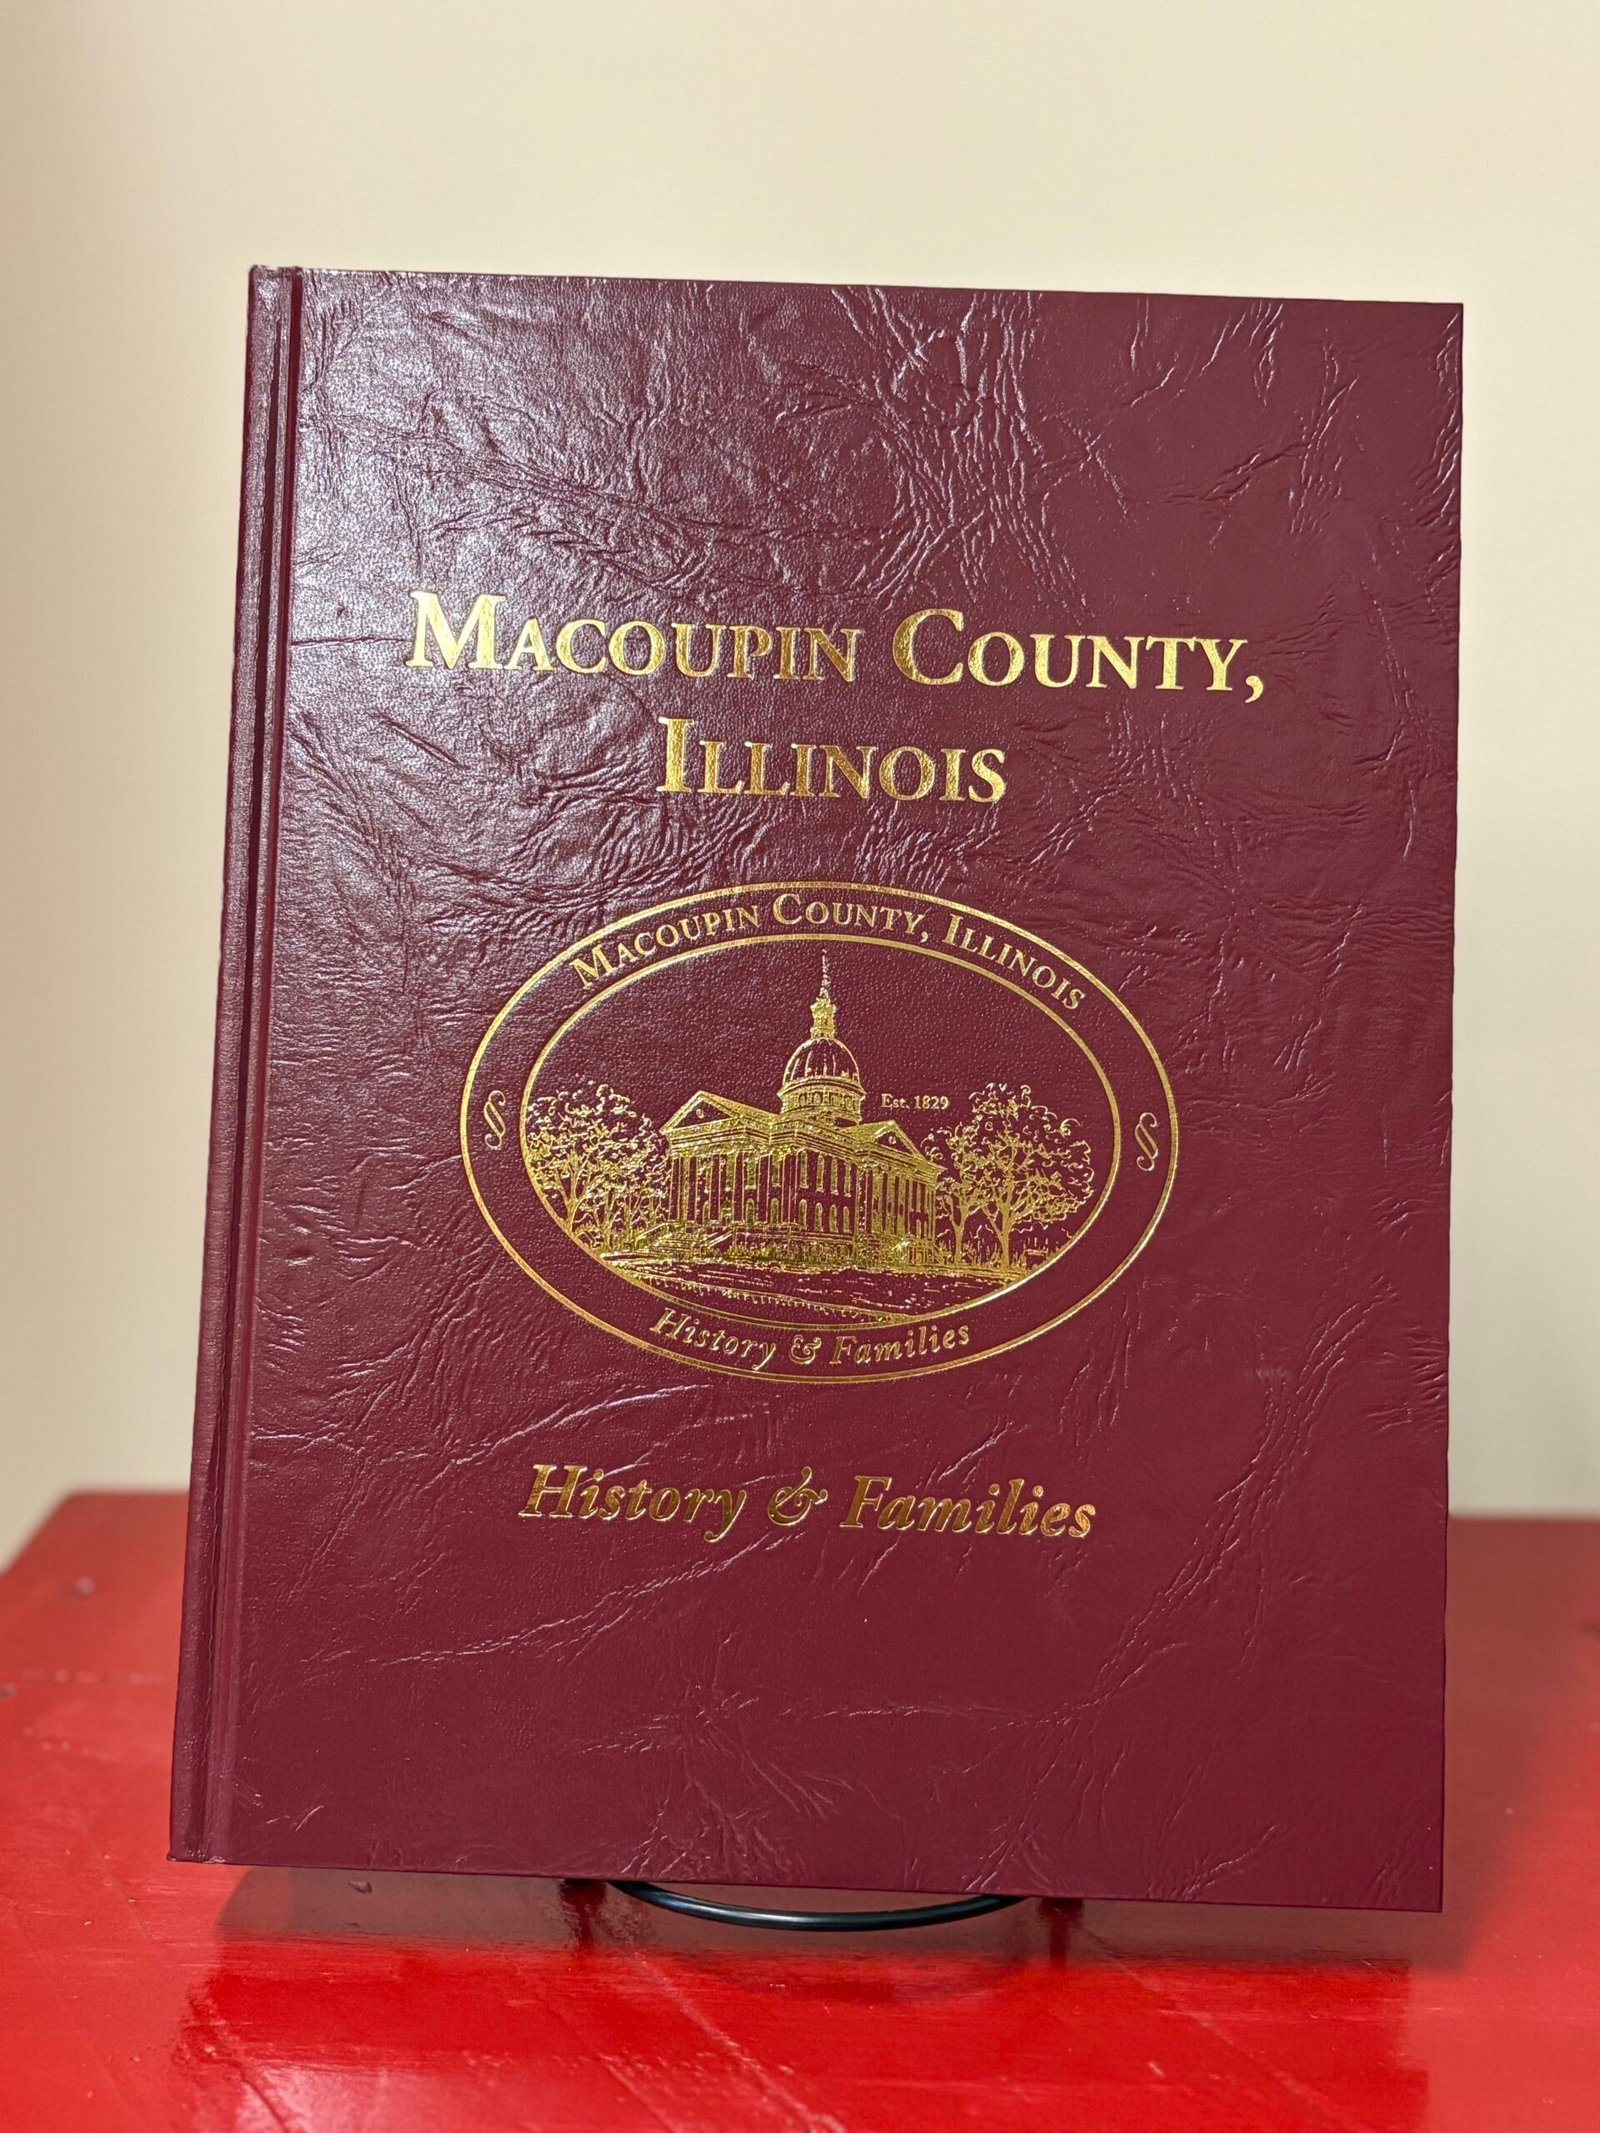 MACOUPIN COUNTY,
ILLINOIS
MACOUPIN COUNTY, ILLINOIS
Est. 1829
§ §
History & Families
History & Families